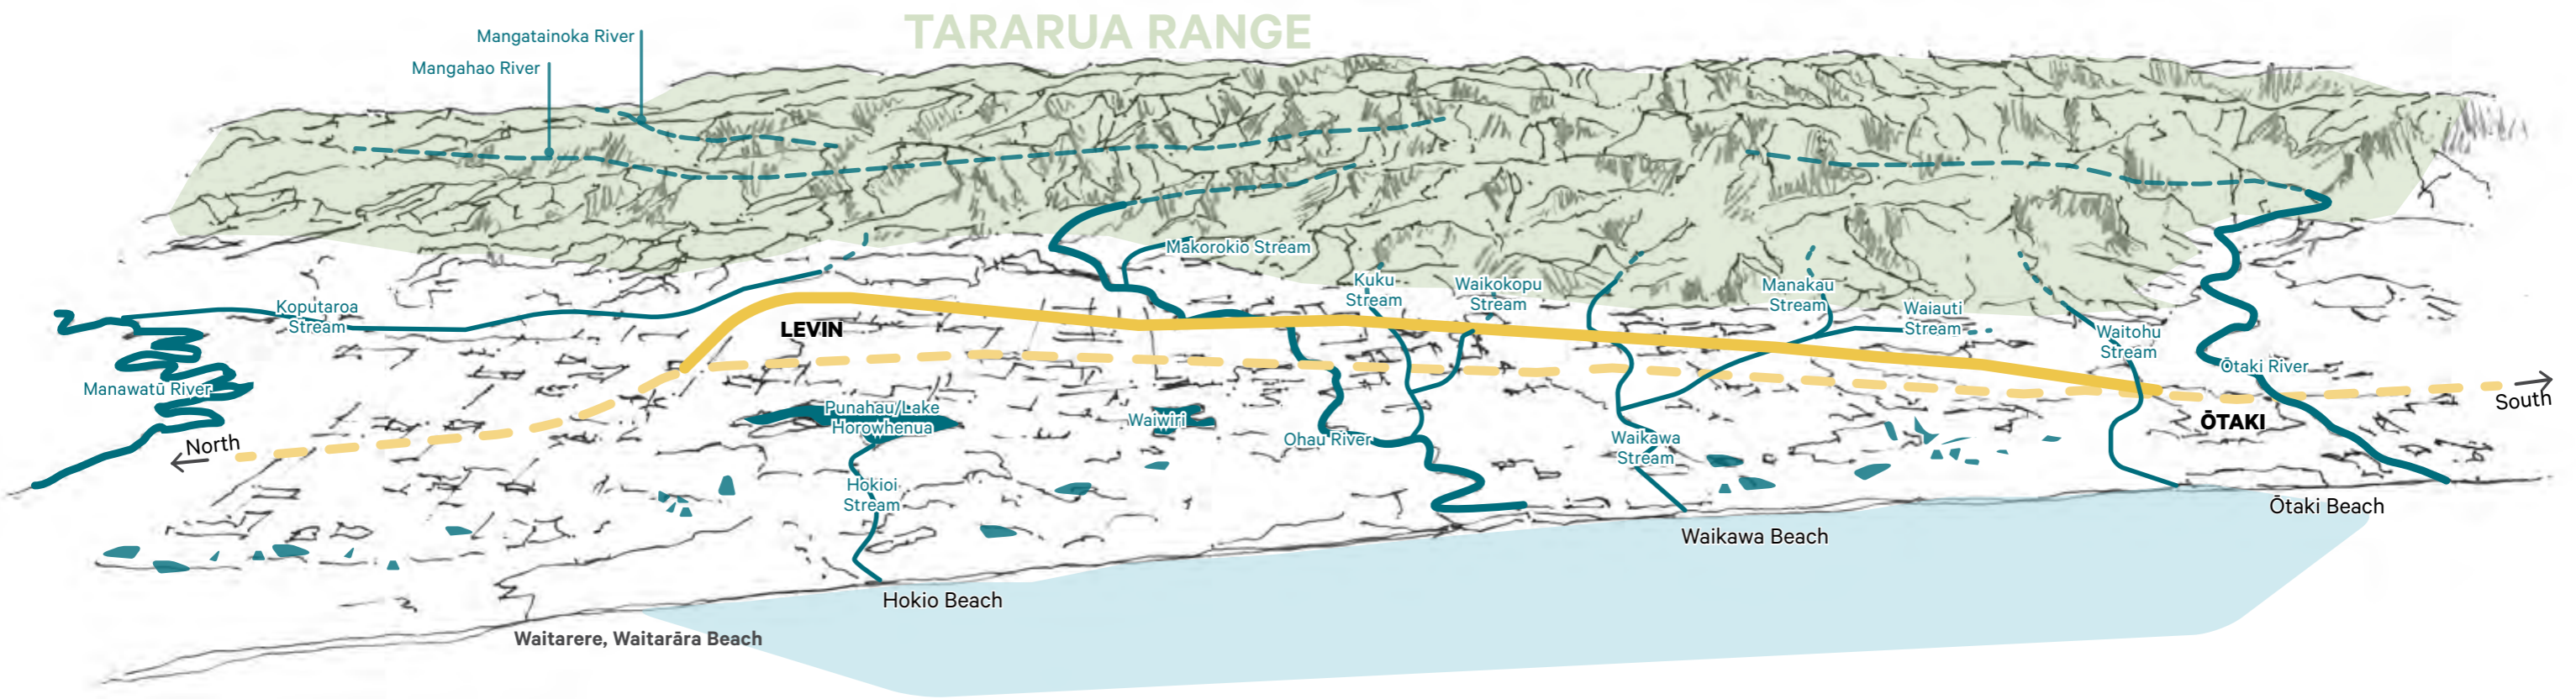 TARARUA RANGE
Mangatainoka River
Mangahao River
Makorokio Stream
Kuku
Stream
Waikokopu
Stream
Manakau
Stream
Koputaroa
Stream
LEVIN
Waiauti
Stream
Waitohu
Stream
Manawatū River
Ōtaki River
Punahau/Lake
Horowhenua
Waiwiri
Ohau River
Waikawa
Stream
ŌTAKI
South
North
Hokioi
Stream
Ōtaki Beach
Waikawa Beach
Hokio Beach
Waitarere, Waitarāra Beach